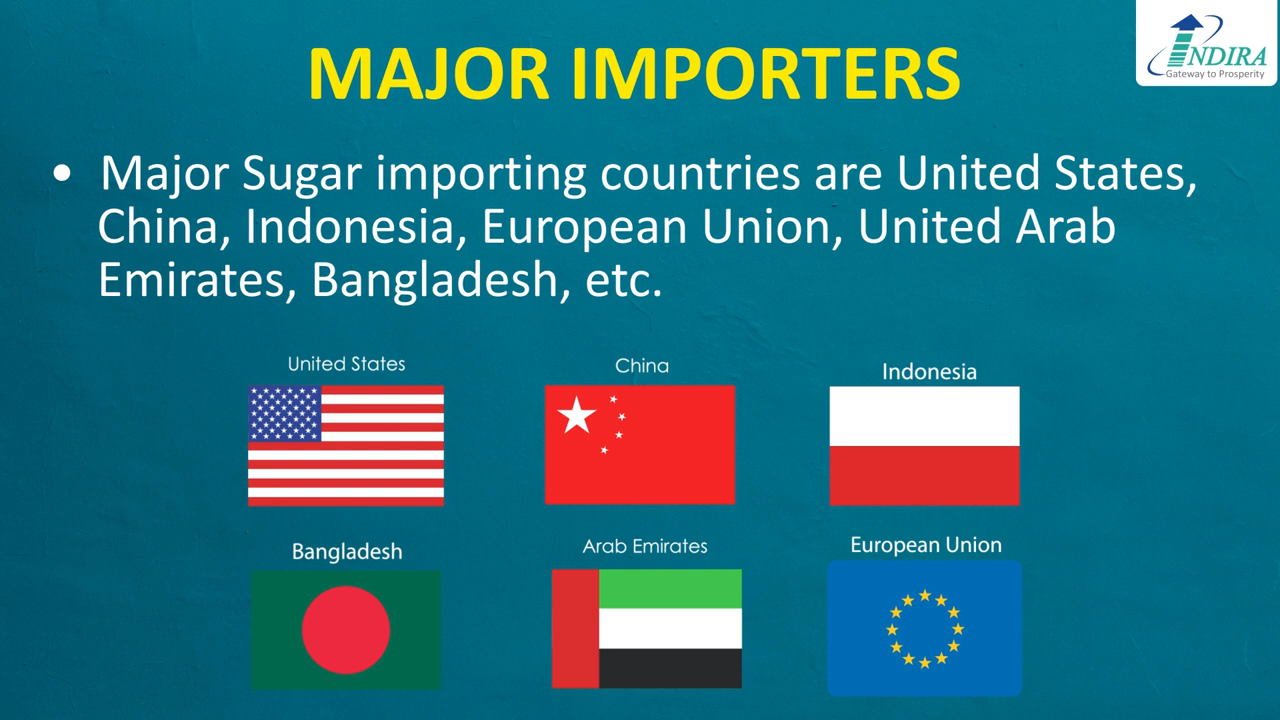 MAJOR IMPORTERS
INDIRA
Gateway to Prosperity
• Major Sugar importing countries are United States,
China, Indonesia, European Union, United Arab
Emirates, Bangladesh, etc.
United States
China
Indonesia
Bangladesh
Arab Emirates
European Union